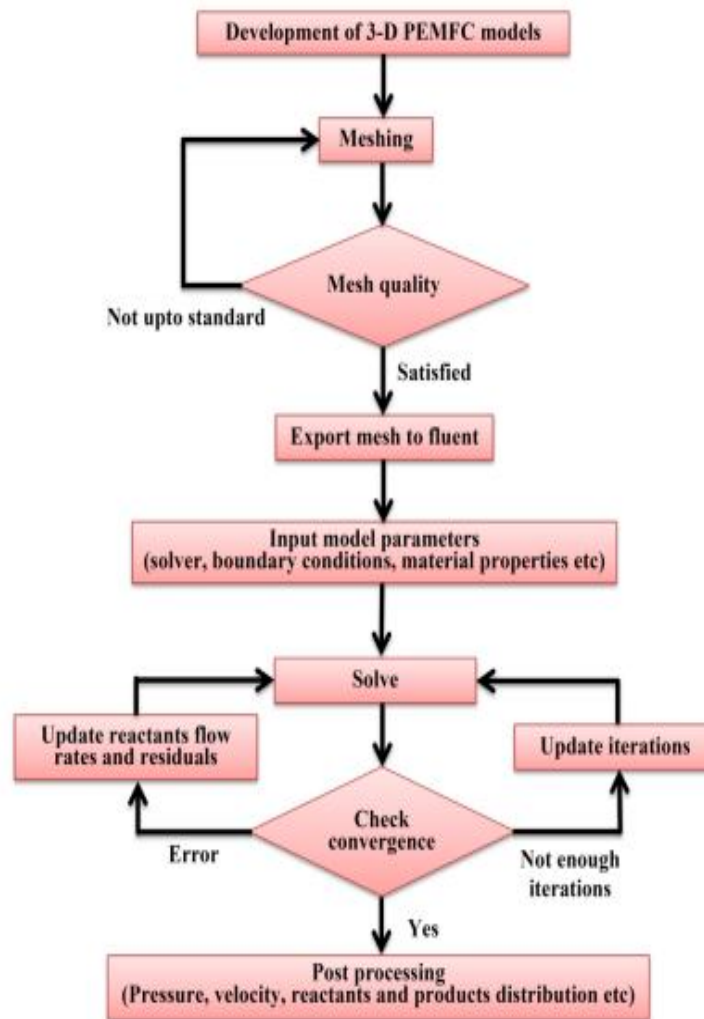 Development of 3-D PEMFC models
Meshing
Mesh quality
Not upto standard
Satisfied
Export mesh to fluent
Input model parameters
(solver, boundary conditions, material properties etc)
Solve
Update reactants flow
rates and residuals
Update iterations
Check
convergence
Error
Not enough
iterations
Yes
Post processing
(Pressure, velocity, reactants and products distribution etc)